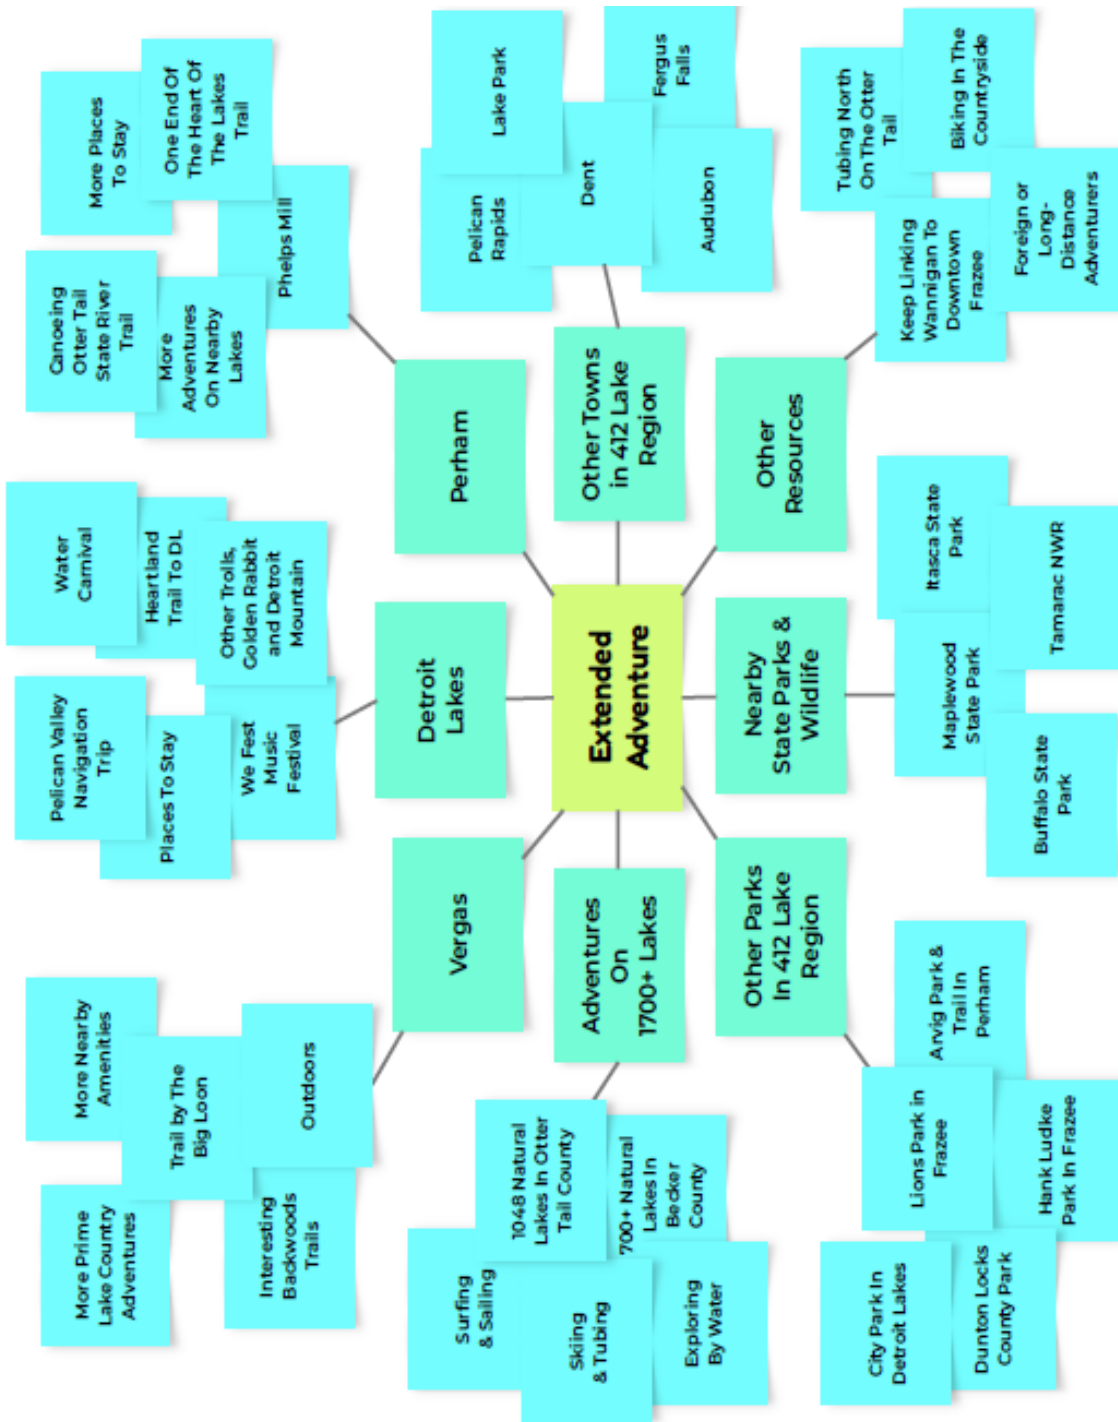 More Prime
Lake Country
Adventures
More Nearby
Amenities
Trail by The
Big Loon
Interesting
Backwoods
Trails
Outdoors
Vergas
Pelican Valley
Navigation
Trip
Places To Stay
We Fest
Music
Festival
Water
Carnival
Heartland
Trail To DL
Other Trolls,
Golden Rabbit
and Detroit
Mountain
Detroit
Lakes
Canoeing
Otter Tail
State River
Trail
More
Adventures
On Nearby
Lakes
More Places
To Stay
One End Of
The Heart Of
The Lakes
Trail
Phelps Mill
Perham
Surfing
& Sailing
1048 Natural
Lakes In Otter
Tail County
Skiing
& Tubing
700+ Natural
Lakes In
Becker
County
Exploring
By Water
Adventures
On
1700+ Lakes
Extended
Adventure
Other Towns
in 412 Lake
Region
Pelican
Rapids
Lake Park
Dent
Fergus
Falls
Audubon
Other Parks
In 412 Lake
Region
City Park In
Detroit Lakes
Lions Park in
Frazee
Arvig Park &
Trail In
Perham
Dunton Locks
County Park
Hank Ludke
Park In Frazee
Nearby
State Parks &
Wildlife
Maplewood
State Park
Itasca State
Park
Buffalo State
Park
Tamarac NWR
Other
Resources
Tubing North
On The Otter
Tail
Keep Linking
Wannigan To
Downtown
Frazee
Biking In The
Countryside
Foreign or
Long-
Distance
Adventurers